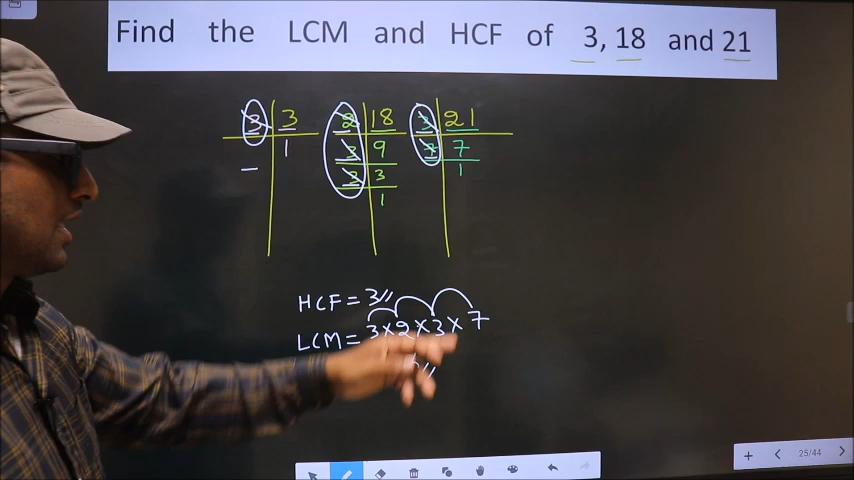 Find the LCM and HCF of 3, 18 and 21
3 3 2 18 3 21
1 3 9 7 7
- 3 3 1
1
HCF = 3//
LCM = 3 × 2 × 3 × 7
25/44